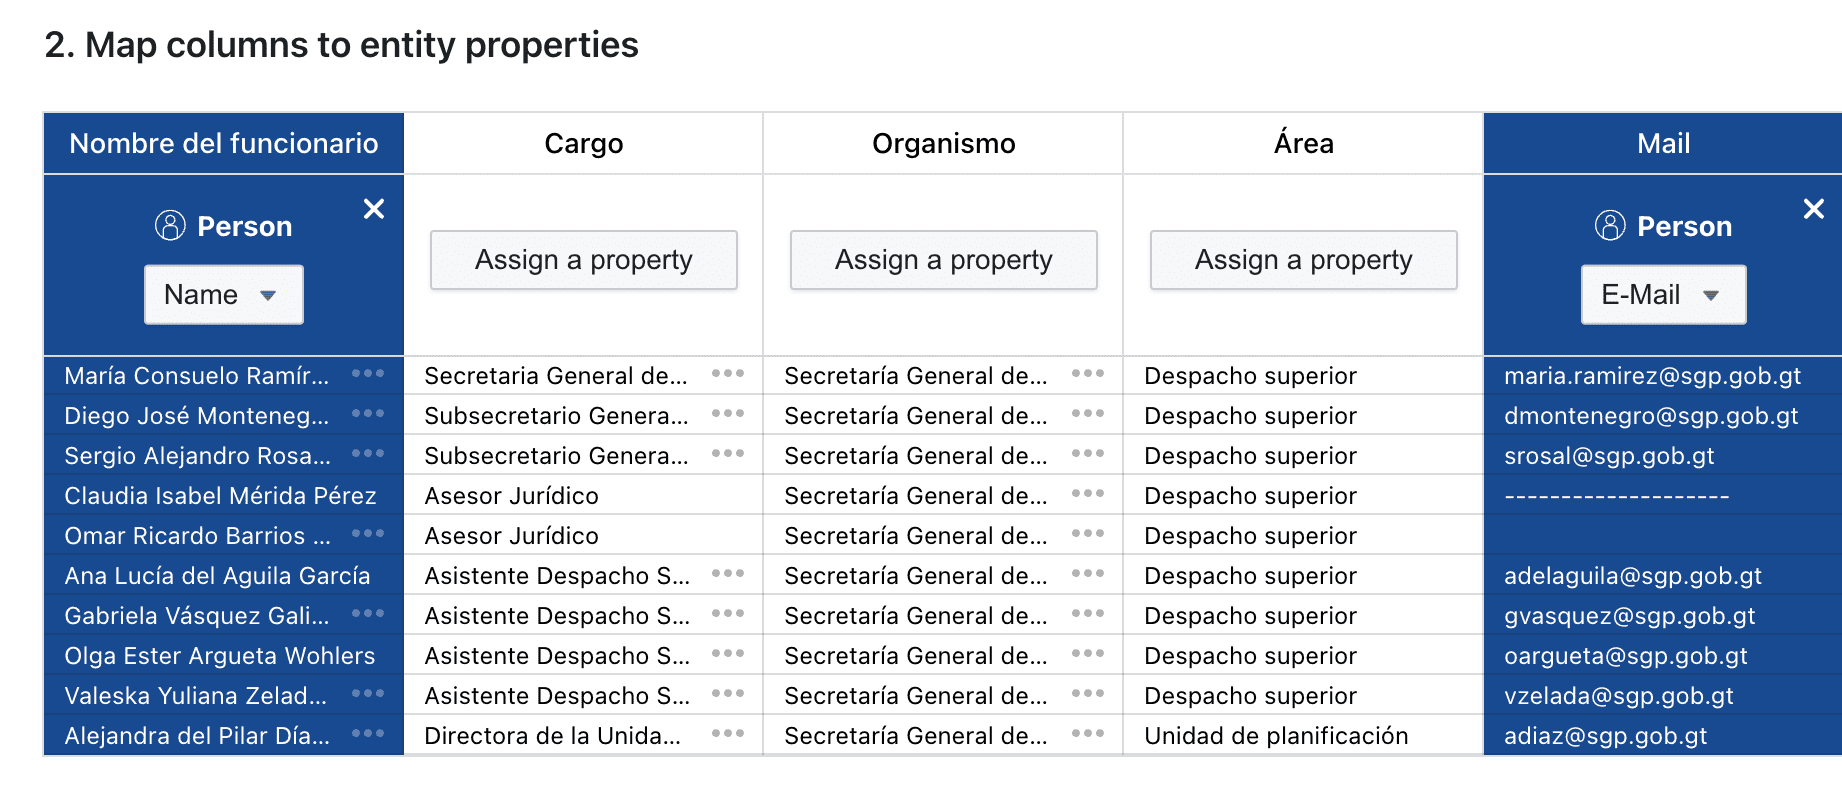 2. Map columns to entity properties
Nombre del funcionario Cargo Organismo Área Mail
Person Person
Assign a property Assign a property Assign a property
Name E-Mail
María Consuelo Ramír... Secretaria General de... Secretaría General de... Despacho superior maria.ramirez@sgp.gob.gt
Diego José Monteneg... Subsecretario Genera... Secretaría General de... Despacho superior dmontenegro@sgp.gob.gt
Sergio Alejandro Rosa... Subsecretario Genera... Secretaría General de... Despacho superior srosal@sgp.gob.gt
Claudia Isabel Mérida Pérez Asesor Jurídico Secretaría General de... Despacho superior --------------------
Omar Ricardo Barrios ... Asesor Jurídico Secretaría General de... Despacho superior
Ana Lucía del Aguila García Asistente Despacho S... Secretaría General de... Despacho superior adelaguila@sgp.gob.gt
Gabriela Vásquez Gali... Asistente Despacho S... Secretaría General de... Despacho superior gvasquez@sgp.gob.gt
Olga Ester Argueta Wohlers Asistente Despacho S... Secretaría General de... Despacho superior oargueta@sgp.gob.gt
Valeska Yuliana Zelad... Asistente Despacho S... Secretaría General de... Despacho superior vzelada@sgp.gob.gt
Alejandra del Pilar Día... Directora de la Unida... Secretaría General de... Unidad de planificación adiaz@sgp.gob.gt